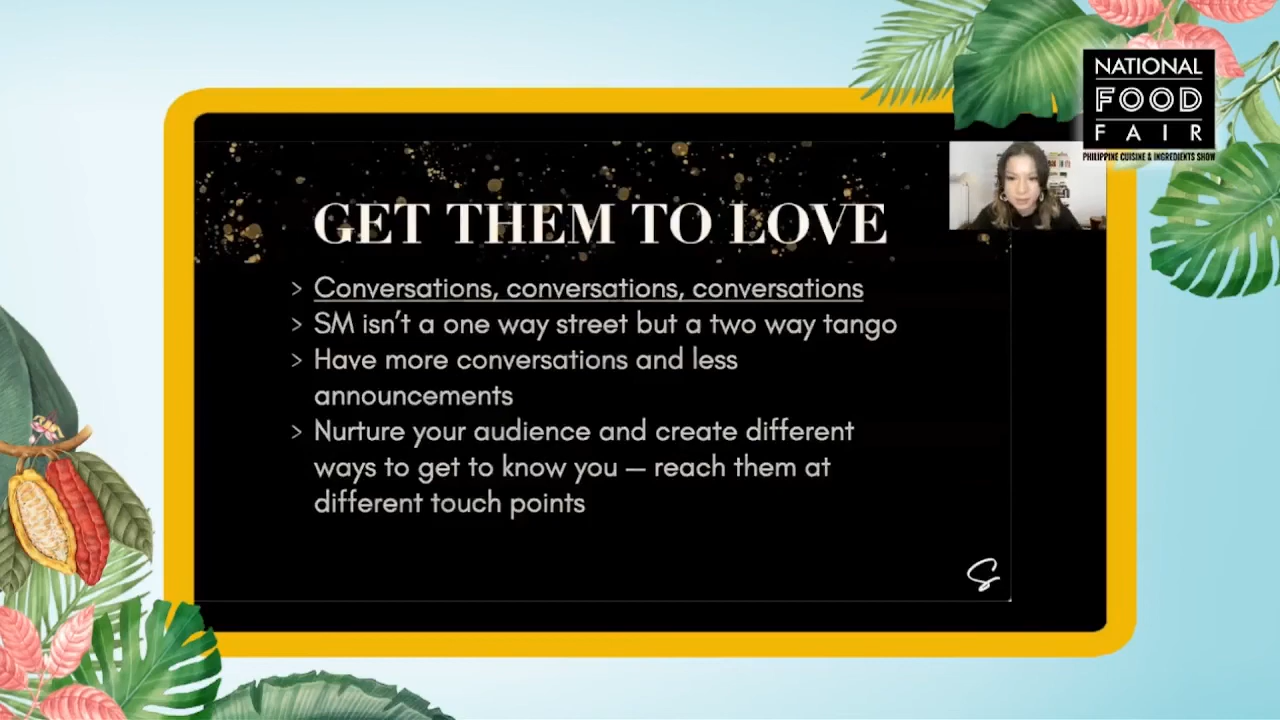 NATIONAL
FOOD
FAIR
PHILIPPINE CUISINE & INGREDIENTS SHOW
GET THEM TO LOVE
> Conversations, conversations, conversations
> SM isn't a one way street but a two way tango
> Have more conversations and less
announcements
> Nurture your audience and create different
ways to get to know you — reach them at
different touch points
S